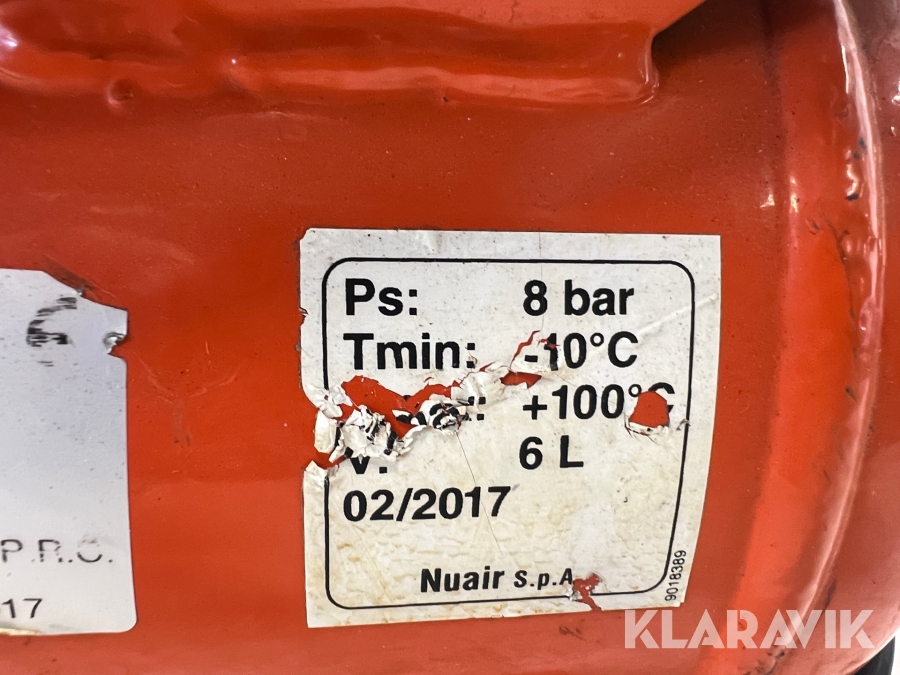 P.R.C.
17
Ps: 8 bar
Tmin: -10°C
+100°C
V: 6 L
02/2017
Nuair S.p.A.
9018389
KLARAVIK